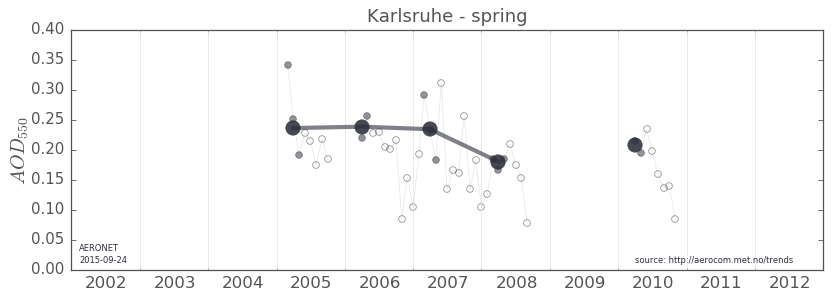 Karlsruhe - spring
0.40
0.35
0.30
0.25
0.20
0.15
0.10
0.05
0.00
AOD550
AERONET
2015-09-24
source: http://aerocom.met.no/trends
2002 2003 2004 2005 2006 2007 2008 2009 2010 2011 2012